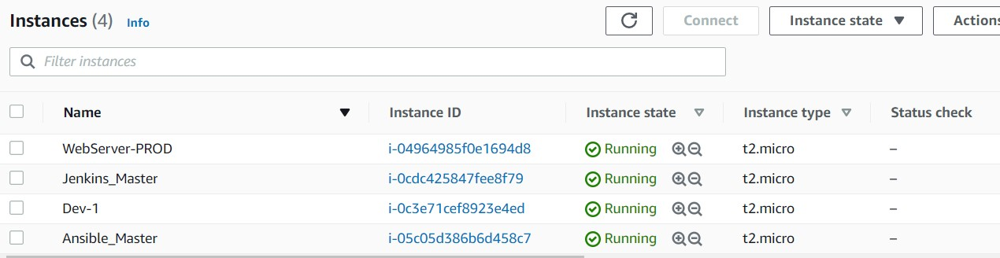 Instances (4) Info Connect Instance state Actions
Filter instances
Name Instance ID Instance state Instance type Status check
WebServer-PROD i-04964985f0e1694d8 Running t2.micro –
Jenkins_Master i-0cdc425847fee8f79 Running t2.micro –
Dev-1 i-0c3e71cef8923e4ed Running t2.micro –
Ansible_Master i-05c05d386b6d458c7 Running t2.micro –